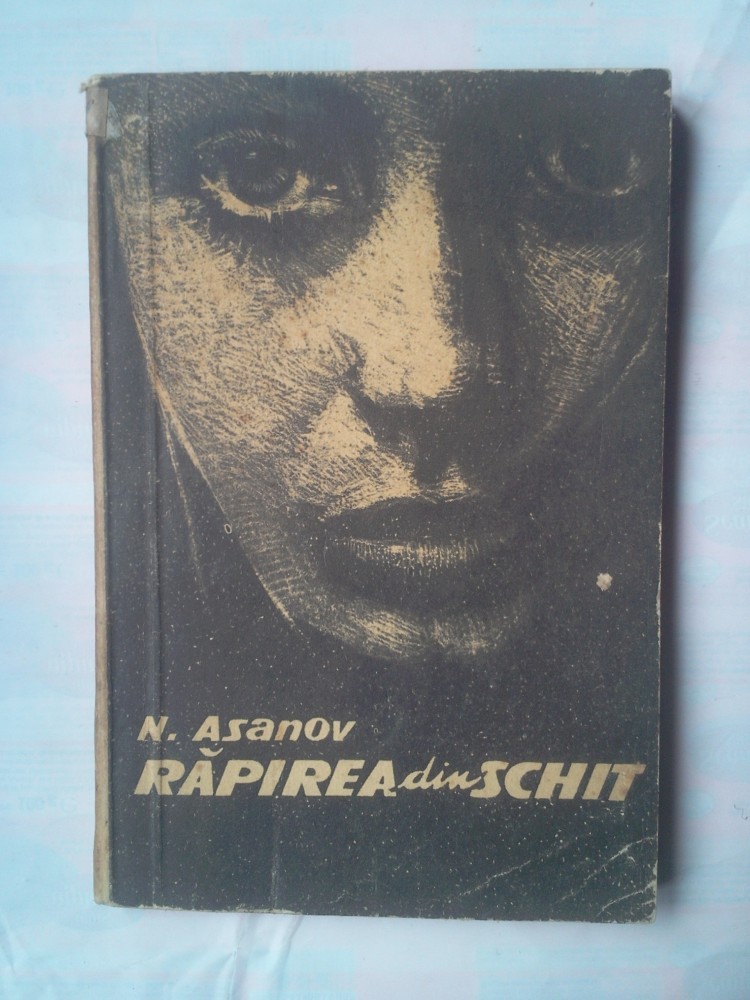 N. Asanov
RĂPIREA din SCHIT